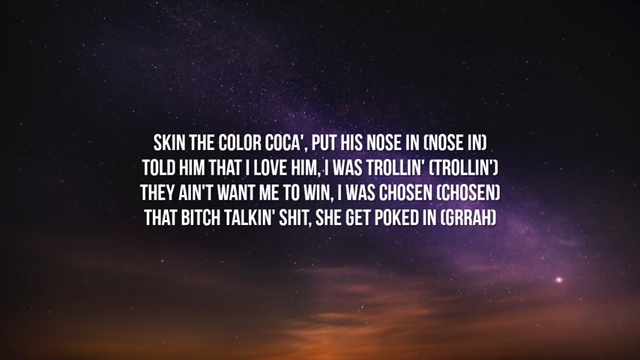 SKIN THE COLOR COCA', PUT HIS NOSE IN (NOSE IN)
TOLD HIM THAT I LOVE HIM, I WAS TROLLIN' (TROLLIN')
THEY AIN'T WANT ME TO WIN, I WAS CHOSEN (CHOSEN)
THAT BITCH TALKIN' SHIT, SHE GET POKED IN (GRRAH)